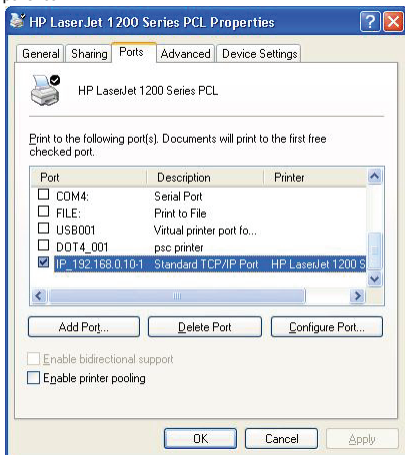 HP LaserJet 1200 Series PCL Properties
General Sharing Ports Advanced Device Settings
HP LaserJet 1200 Series PCL
Print to the following port(s). Documents will print to the first free
checked port.
Port Description Printer
COM4: Serial Port
FILE: Print to File
USB001 Virtual printer port fo...
DOT4_001 psc printer
IP_192.168.0.10-1 Standard TCP/IP Port HP LaserJet 1200 S
Add Port... Delete Port Configure Port...
Enable bidirectional support
Enable printer pooling
OK Cancel Apply